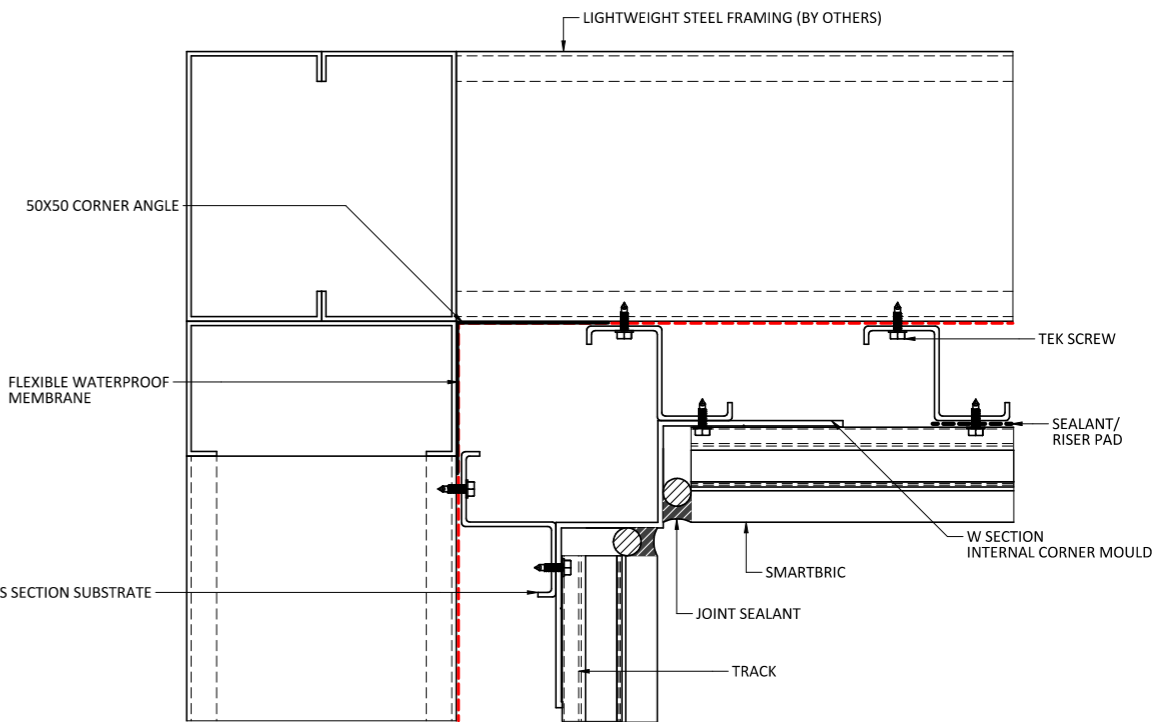 LIGHTWEIGHT STEEL FRAMING (BY OTHERS)
50X50 CORNER ANGLE
TEK SCREW
FLEXIBLE WATERPROOF
MEMBRANE
SEALANT/
RISER PAD
W SECTION
INTERNAL CORNER MOULD
SMARTBRIC
S SECTION SUBSTRATE
JOINT SEALANT
TRACK